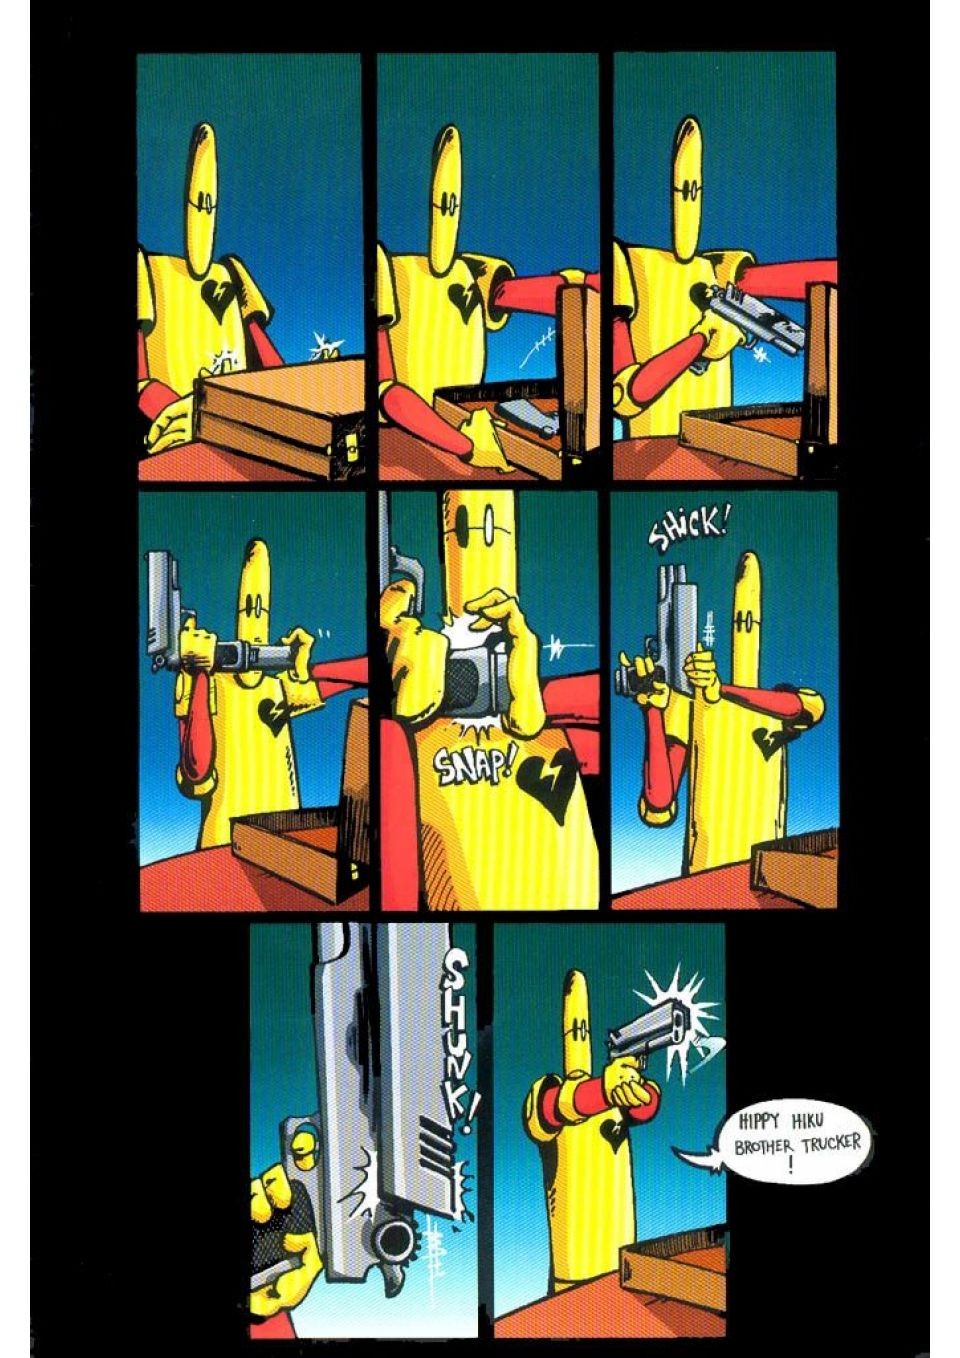 SHICK!
SNAP!
SHUNK!
HIPPY HIKU
BROTHER TRUCKER
!